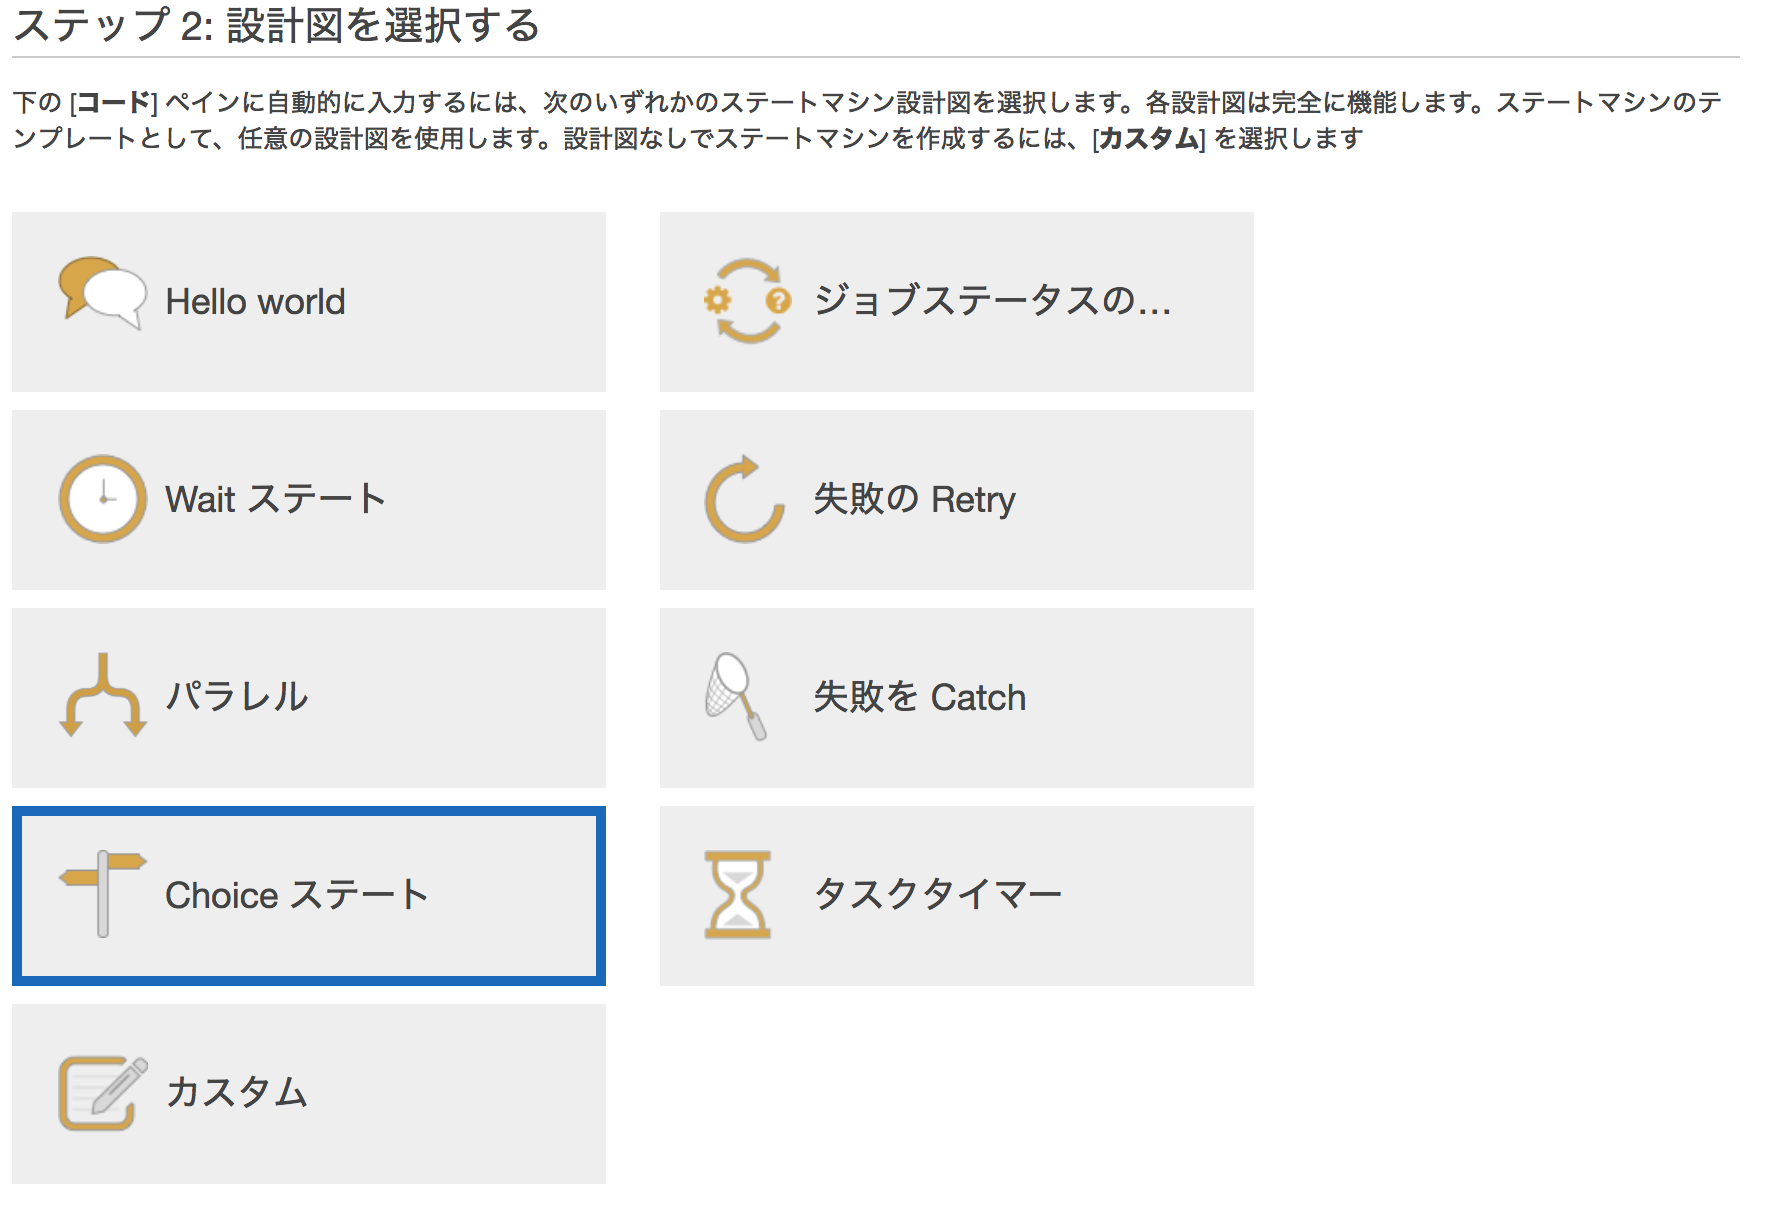 ステップ 2: 設計図を選択する
下の [コード] ペインに自動的に入力するには、次のいずれかのステートマシン設計図を選択します。各設計図は完全に機能します。ステートマシンのテ
ンプレートとして、任意の設計図を使用します。設計図なしでステートマシンを作成するには、[カスタム] を選択します
Hello world
ジョブステータスの...
Wait ステート
失敗の Retry
パラレル
失敗を Catch
Choice ステート
タスクタイマー
カスタム